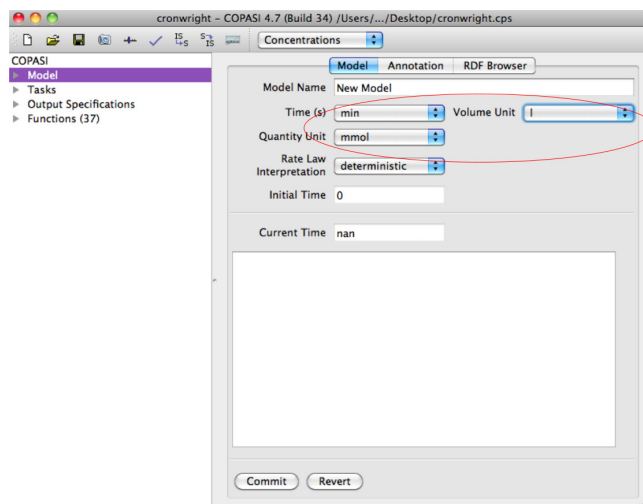 cronwright - COPASI 4.7 (Build 34) /Users/.../Desktop/cronwright.cps
IS
S
S
IS
Concentrations
COPASI
Model
Tasks
Output Specifications
Functions (37)
Model Annotation RDF Browser
Model Name New Model
Time (s) min Volume Unit l
Quantity Unit mmol
Rate Law
Interpretation deterministic
Initial Time 0
Current Time nan
Commit Revert